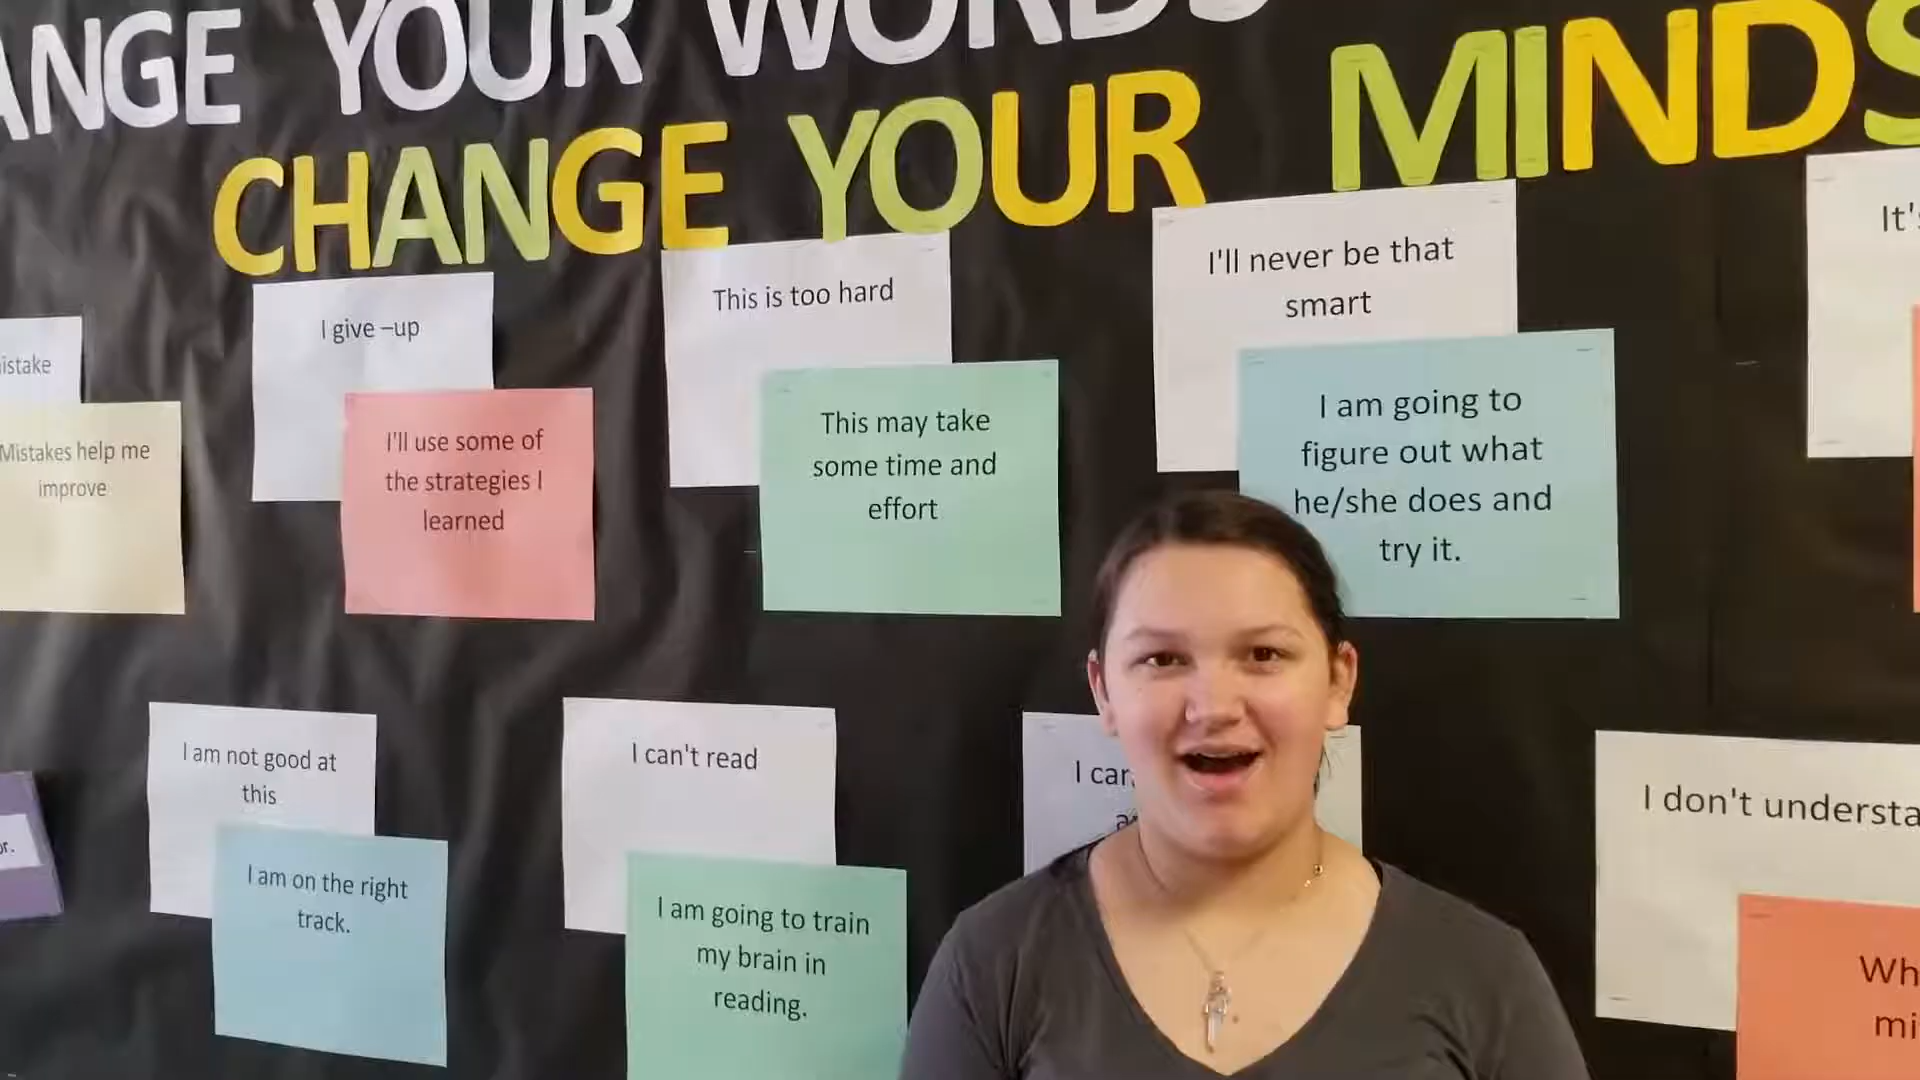 CHANGE YOUR WORDS
CHANGE YOUR MINDS
Mistakes help me
improve
I give –up
I'll use some of
the strategies I
learned
This is too hard
This may take
some time and
effort
I'll never be that
smart
I am going to
figure out what
he/she does and
try it.
It's
I am not good at
this
I am on the right
track.
I can't read
I am going to train
my brain in
reading.
I don't